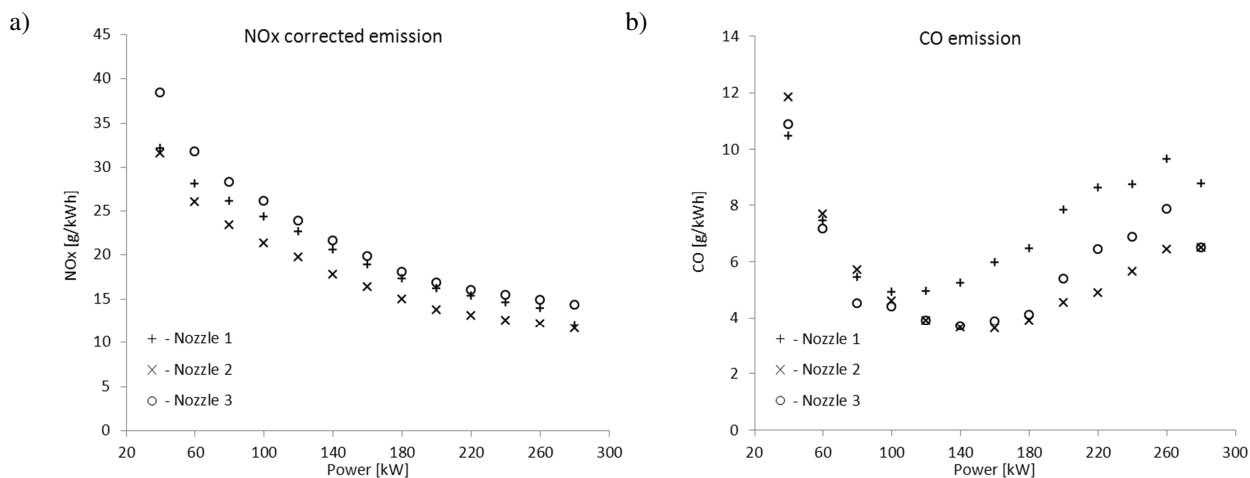 a)
NOx corrected emission
45
40
35
30
25
20
15
10
5
0
NOx [g/kWh]
+ - Nozzle 1
× - Nozzle 2
○ - Nozzle 3
20 60 100 140 180 220 260 300
Power [kW]
b)
CO emission
14
12
10
8
6
4
2
0
CO [g/kWh]
+ - Nozzle 1
× - Nozzle 2
○ - Nozzle 3
20 60 100 140 180 220 260 300
Power [kW]